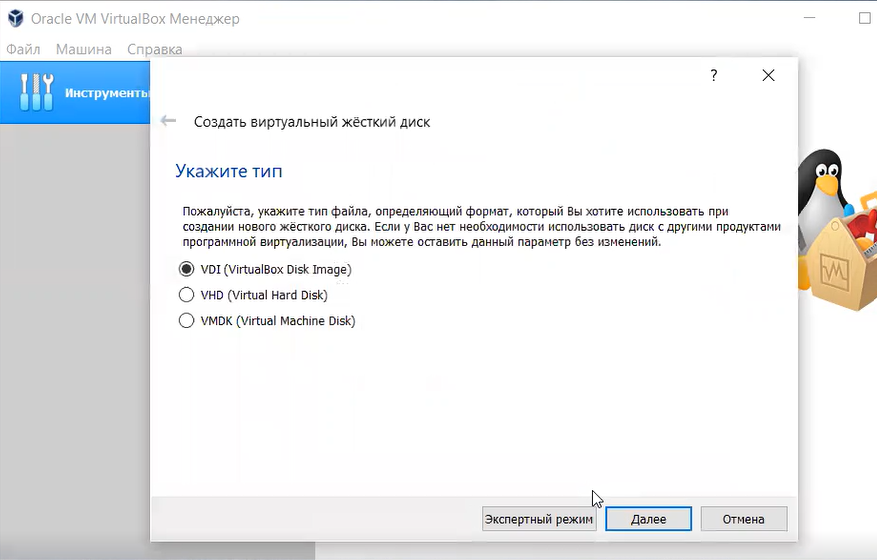 Oracle VM VirtualBox Менеджер
Файл Машина Справка
Инструменты
?
Создать виртуальный жёсткий диск
Укажите тип
Пожалуйста, укажите тип файла, определяющий формат, который Вы хотите использовать при
создании нового жёсткого диска. Если у Вас нет необходимости использовать диск с другими продуктами
программной виртуализации, Вы можете оставить данный параметр без изменений.
VDI (VirtualBox Disk Image)
VHD (Virtual Hard Disk)
VMDK (Virtual Machine Disk)
Экспертный режим Далее Отмена